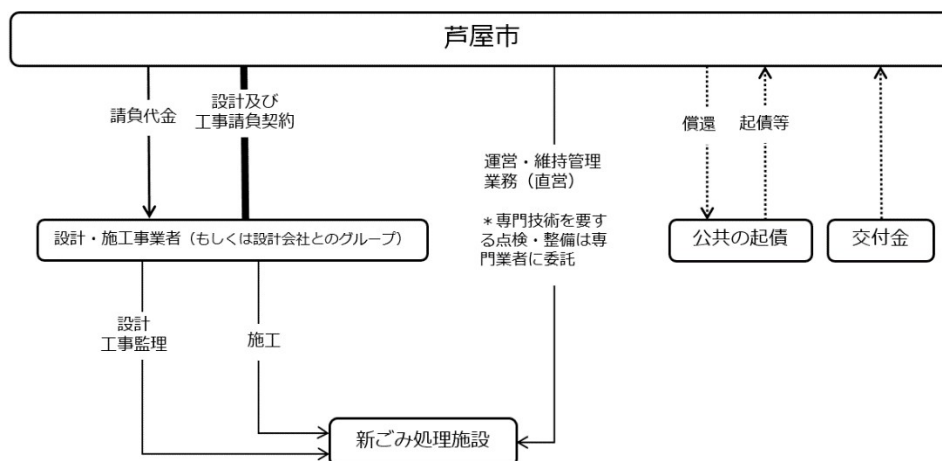 芦屋市
請負代金
設計及び
工事請負契約
運営・維持管理
業務（直営）
＊専門技術を要す
る点検・整備は専
門業者に委託
償還
起債等
設計・施工事業者（もしくは設計会社とのグループ）
公共の起債
交付金
設計
工事監理
施工
新ごみ処理施設